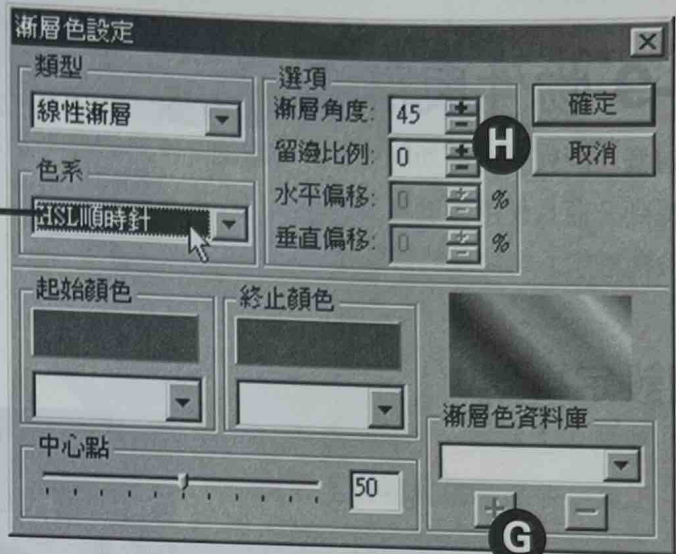 漸層色設定
類型
線性漸層
色系
HSL順時針
選項
漸層角度: 45
留邊比例: 0
水平偏移: 0 %
垂直偏移: 0 %
確定
取消
H
起始顏色
終止顏色
中心點
50
漸層色資料庫
G